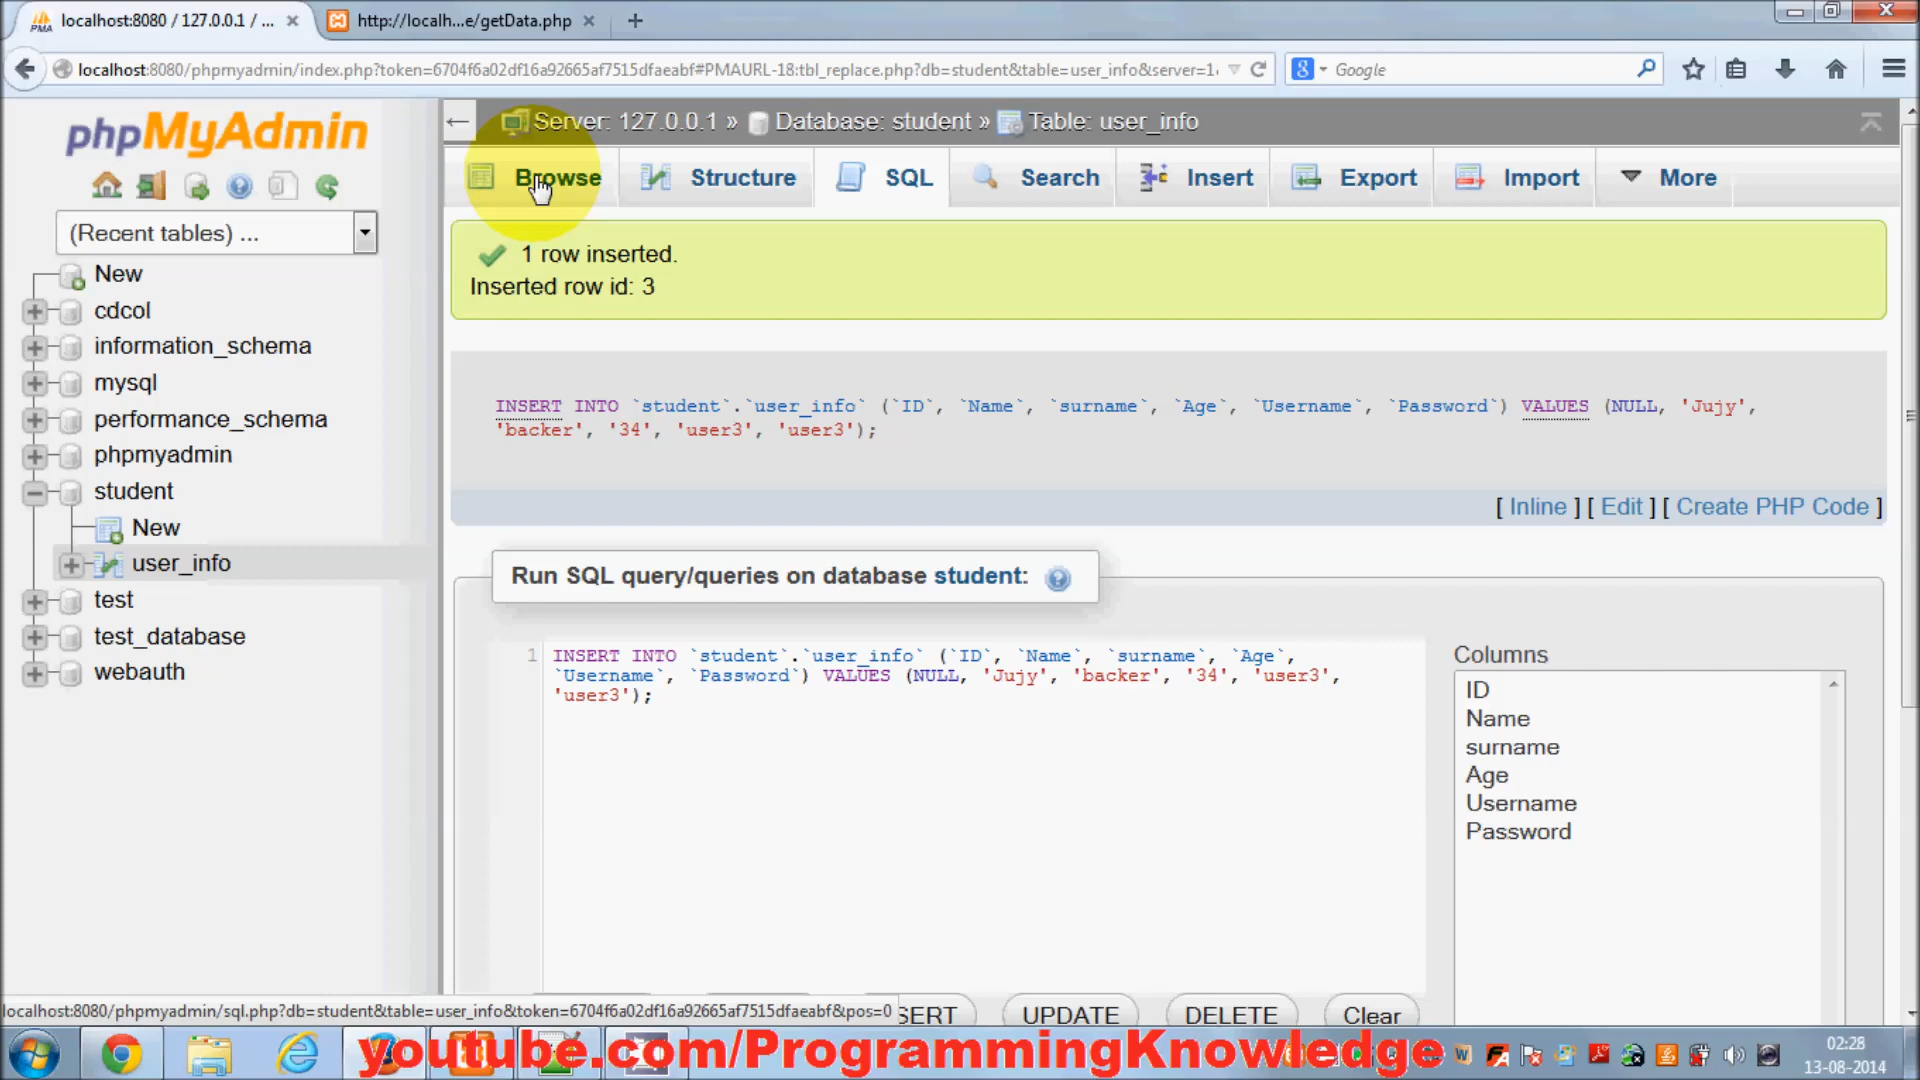 localhost:8080 / 127.0.0.1 / ...
http://localh...e/getData.php
localhost:8080/phpmyadmin/index.php?token=6704f6a02df16a92665af7515dfaeabf#PMAURL-18:tbl_replace.php?db=student&table=user_info&server=1
Google
phpMyAdmin
(Recent tables) ...
New
cdcol
information_schema
mysql
performance_schema
phpmyadmin
student
New
user_info
test
test_database
webauth
Server: 127.0.0.1 » Database: student » Table: user_info
Browse Structure SQL Search Insert Export Import More
1 row inserted.
Inserted row id: 3
INSERT INTO `student`.`user_info` (`ID`, `Name`, `surname`, `Age`, `Username`, `Password`) VALUES (NULL, 'Jujy',
'backer', '34', 'user3', 'user3');
[ Inline ] [ Edit ] [ Create PHP Code ]
Run SQL query/queries on database student:
1 INSERT INTO `student`.`user_info` (`ID`, `Name`, `surname`, `Age`,
`Username`, `Password`) VALUES (NULL, 'Jujy', 'backer', '34', 'user3',
'user3');
Columns
ID
Name
surname
Age
Username
Password
UPDATE DELETE Clear
localhost:8080/phpmyadmin/sql.php?db=student&table=user_info&token=6704f6a02df16a92665af7515dfaeabf&pos=0
youtube.com/ProgrammingKnowledge
02:28
13-08-2014